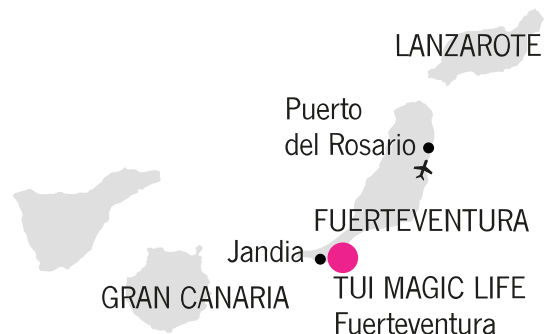 LANZAROTE
Puerto
del Rosario
FUERTEVENTURA
Jandia
GRAN CANARIA
TUI MAGIC LIFE
Fuerteventura